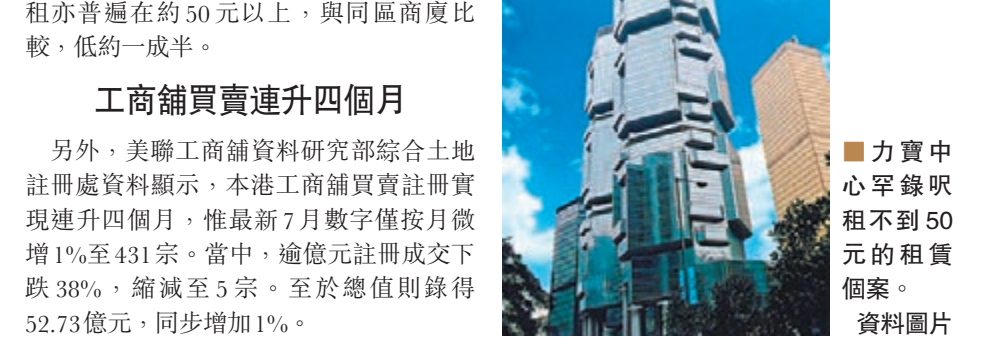 租亦普遍在約50元以上，與同區商廈比
較，低約一成半。
工商舖買賣連升四個月
另外，美聯工商舖資料研究部綜合土地
註冊處資料顯示，本港工商舖買賣註冊實
現連升四個月，惟最新7月數字僅按月微
增1%至431宗。當中，逾億元註冊成交下
跌38%，縮減至5宗。至於總值則錄得
52.73億元，同步增加1%。
■力寶中
心罕錄呎
租不到50
元的租賃
個案。
資料圖片